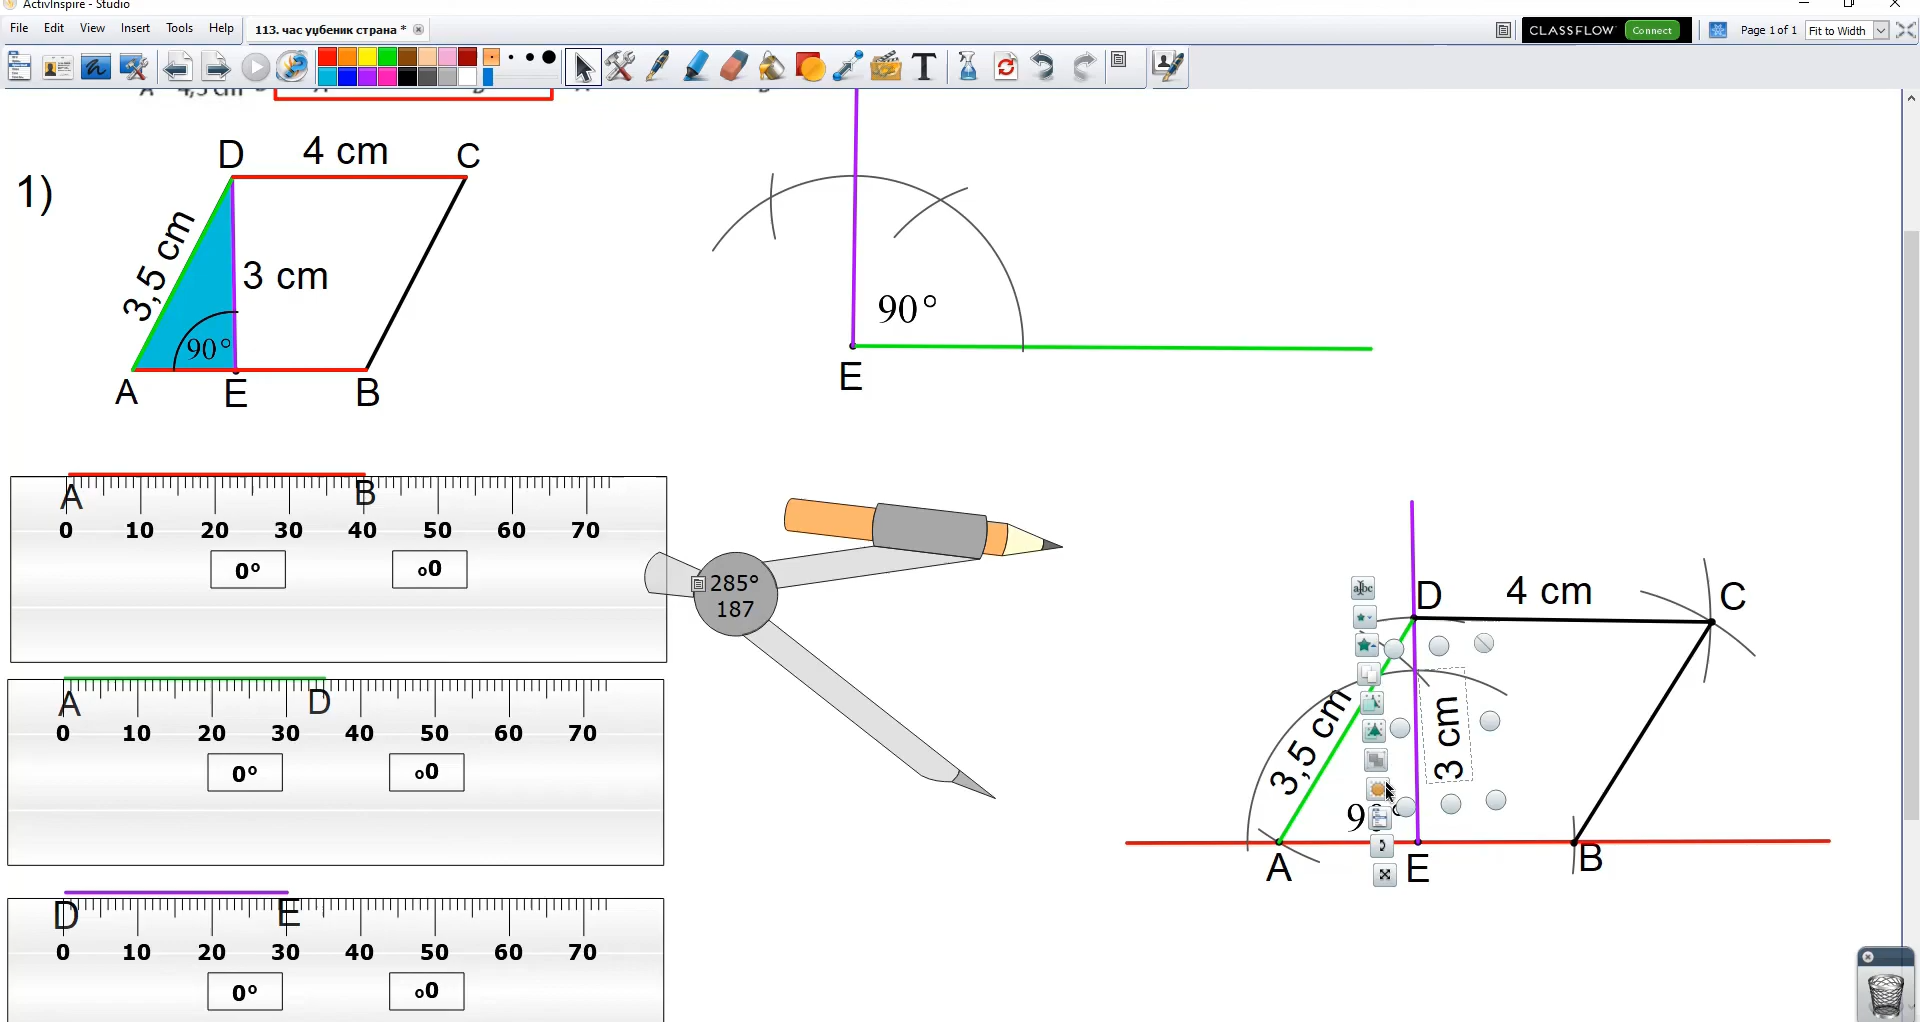 ActivInspire - Studio
File Edit View Insert Tools Help
113. час уџбеник страна *
CLASSFLOW Connect
Page 1 of 1 Fit to Width
T
1)
D 4 cm C
3,5 cm
3 cm
90°
A E B
90°
E
A B
0 10 20 30 40 50 60 70
0° 0°
A D
0 10 20 30 40 50 60 70
0° 0°
D E
0 10 20 30 40 50 60 70
0° 0°
285°
187
abc
D 4 cm C
3,5 cm
3 cm
A E B